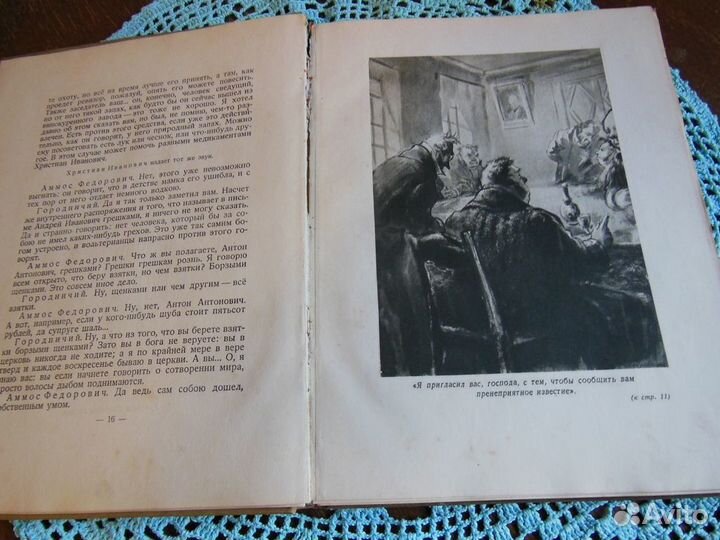 те охоту, но всё на время лучше его принять, а там, как
проедет ревизор, пожалуй, опять его можете повесить.
Также заседатель ваш... он, конечно, человек сведущий,
но от него такой запах, как будто бы он сейчас вышел из
винокуренного завода — это тоже не хорошо. Я хотел
давно об этом сказать вам, но был, не помню, чем-то раз-
влечен. Есть против этого средства, если уже это действи-
тельно, как он говорит, у него природный запах. Можно
ему посоветовать есть лук или чеснок, или что-нибудь друг-
гое. В этом случае может помочь разными медикаментами
Христиан Иванович.
Христиан Иванович издает тот же звук.
Аммос Федорович. Нет, этого уже невозможно
выгнать: он говорит, что в детстве мамка его ушибла, и с
тех пор от него отдает немного водкою.
Городничий. Да я так только заметил вам. Насчет
же внутреннего распоряжения и того, что называет в пись-
ме Андрей Иванович грешками, я ничего не могу сказать.
Да и странно говорить: нет человека, который бы за со-
бою не имел каких-нибудь грехов. Это уже так самим бо-
гом устроено, и вольтерианцы напрасно против этого го-
ворят.
Аммос Федорович. Что ж вы полагаете, Антон
Антонович, грешками? Грешки грешкам рознь. Я говорю
всем открыто, что беру взятки, но чем взятки? Борзыми
щенками. Это совсем иное дело.
Городничий. Ну, щенками или чем другим — всё
взятки.
Аммос Федорович. Ну, нет, Антон Антонович.
А вот, например, если у кого-нибудь шуба стоит пятьсот
рублей, да супруге шаль...
Городничий. Ну, а что из того, что вы берете взят-
ки борзыми щенками? Зато вы в бога не веруете: вы в
церковь никогда не ходите; а я по крайней мере в вере
тверд и каждое воскресенье бываю в церкви. А вы... О, я
знаю вас: вы если начнете говорить о сотворении мира,
просто волосы дыбом поднимаются.
Аммос Федорович. Да ведь сам собою дошел,
собственным умом.
— 16 —
«Я пригласил вас, господа, с тем, чтобы сообщить вам
пренеприятное известие».
(к стр. 11)
Avito